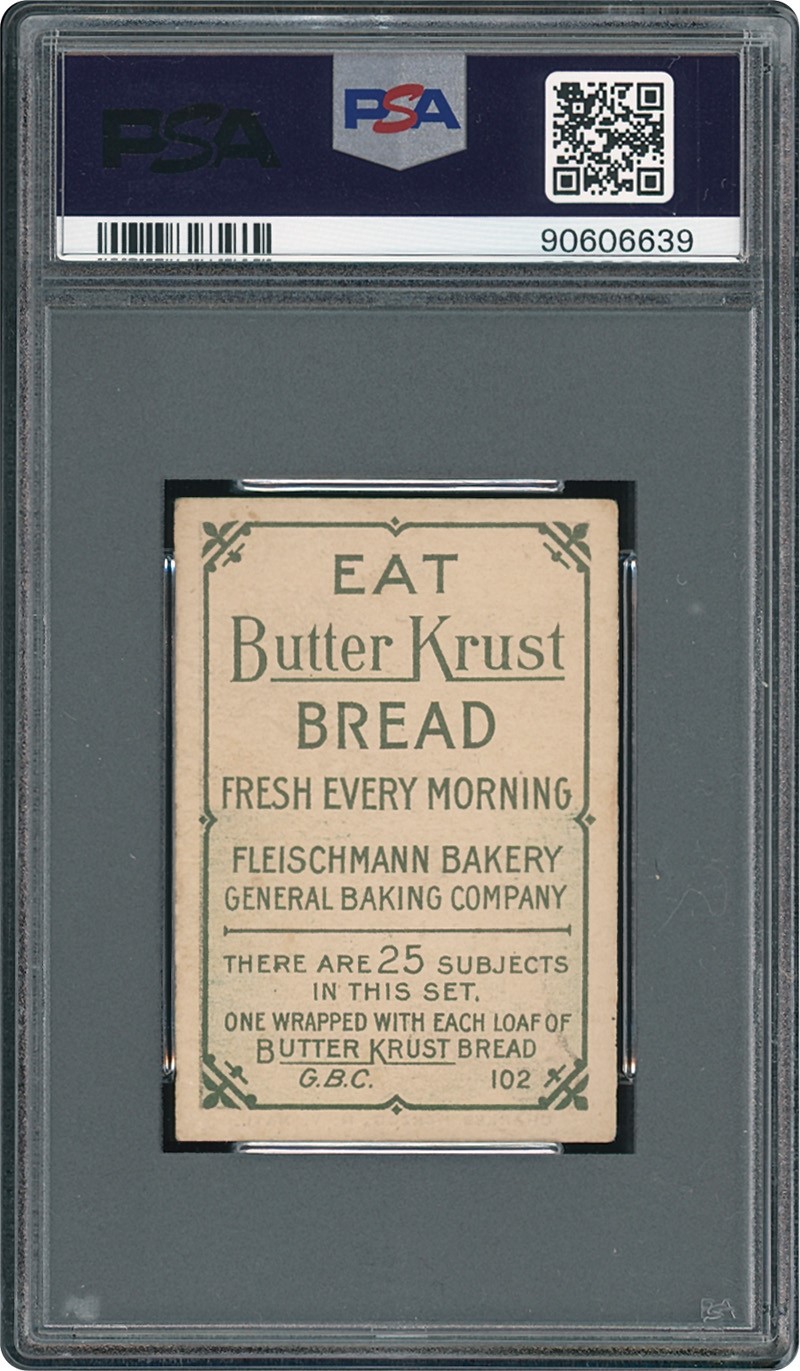 PSA
PSA
90606639
EAT
Butter Krust
BREAD
FRESH EVERY MORNING
FLEISCHMANN BAKERY
GENERAL BAKING COMPANY
THERE ARE 25 SUBJECTS
IN THIS SET.
ONE WRAPPED WITH EACH LOAF OF
BUTTER KRUST BREAD
G.B.C. 102
PSA